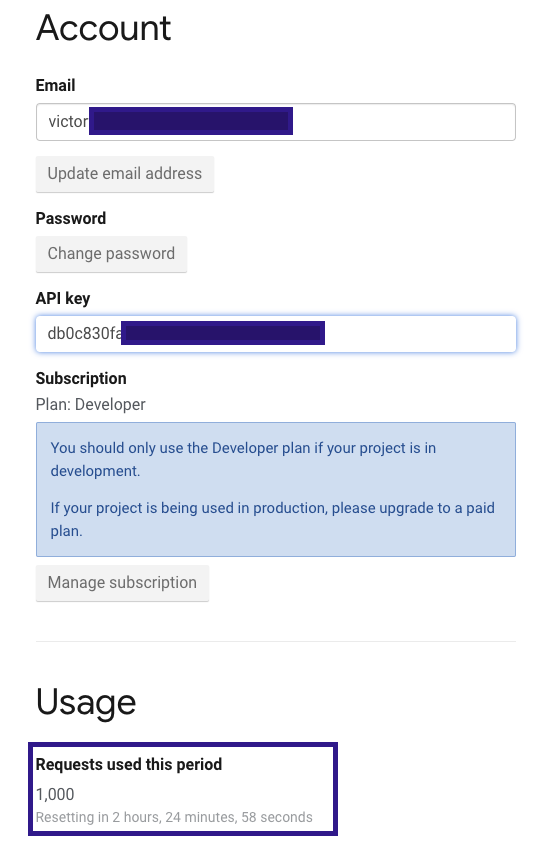 Account
Email
victor
Update email address
Password
Change password
API key
db0c830fa
Subscription
Plan: Developer
You should only use the Developer plan if your project is in
development.
If your project is being used in production, please upgrade to a paid
plan.
Manage subscription
Usage
Requests used this period
1,000
Resetting in 2 hours, 24 minutes, 58 seconds